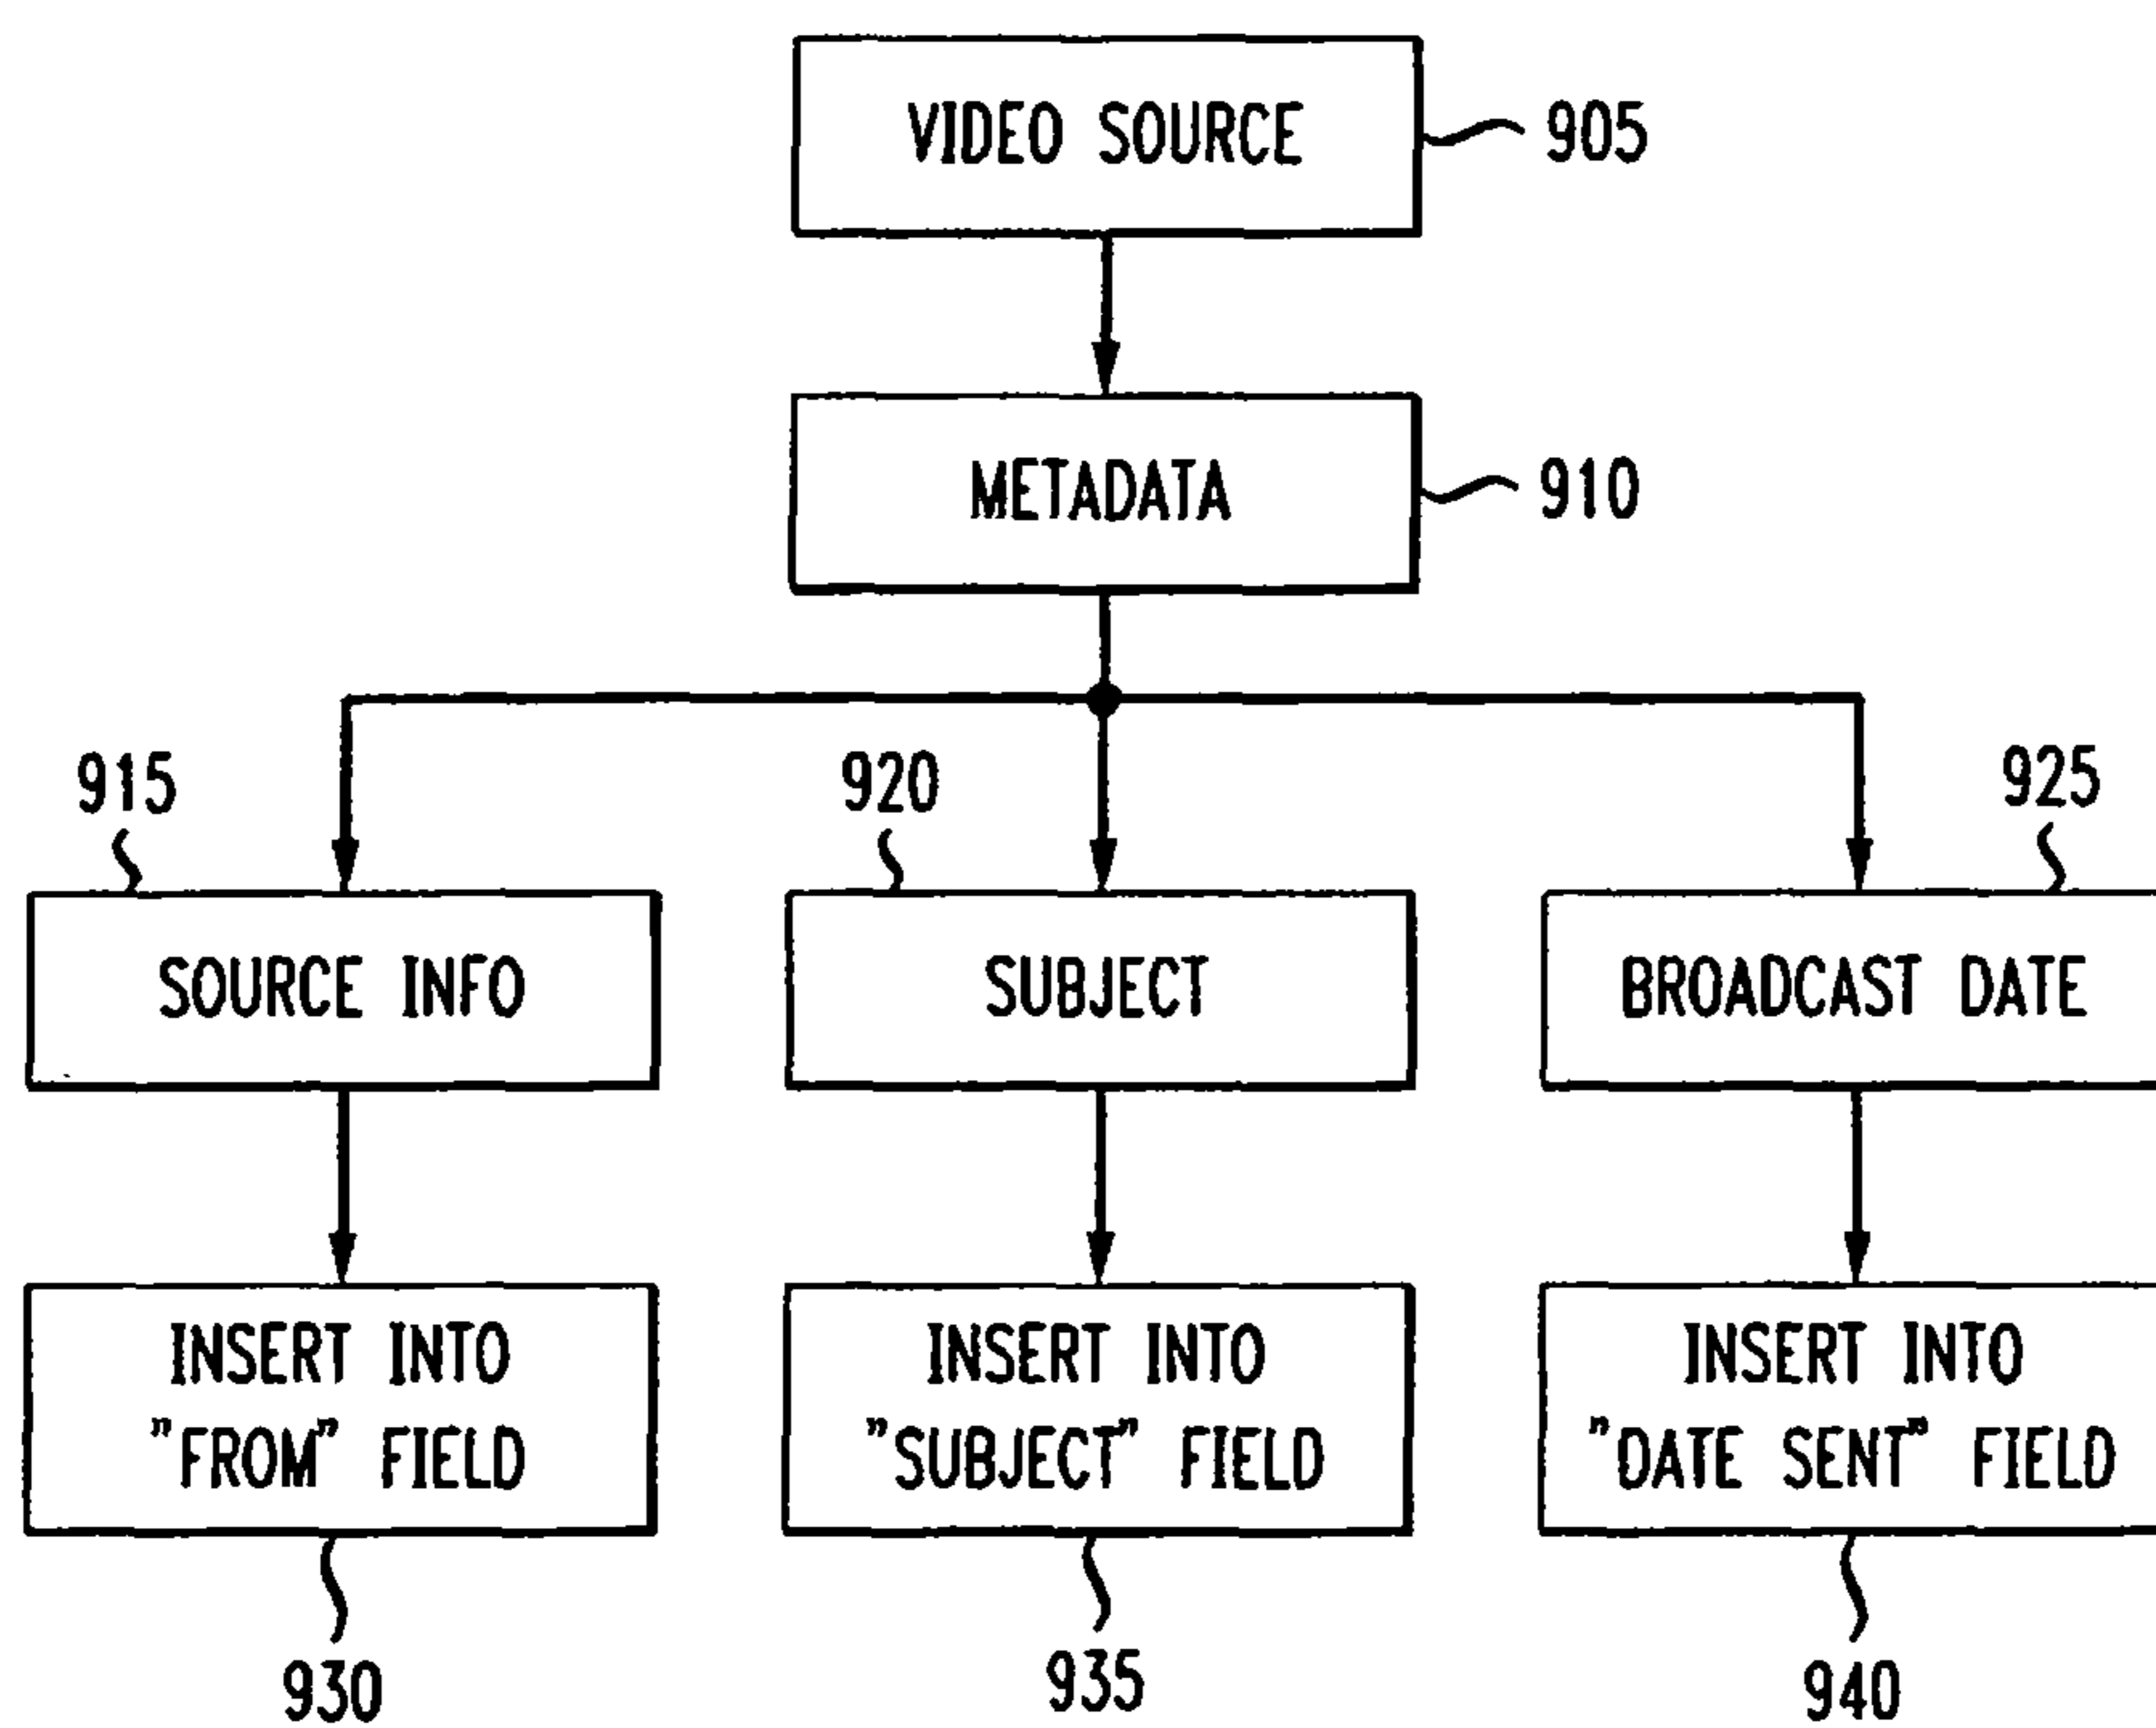 VIDEO SOURCE
905
METADATA
910
915
920
925
SOURCE INFO
SUBJECT
BROADCAST DATE
INSERT INTO
"FROM" FIELD
INSERT INTO
"SUBJECT" FIELD
INSERT INTO
"DATE SENT" FIELD
930
935
940